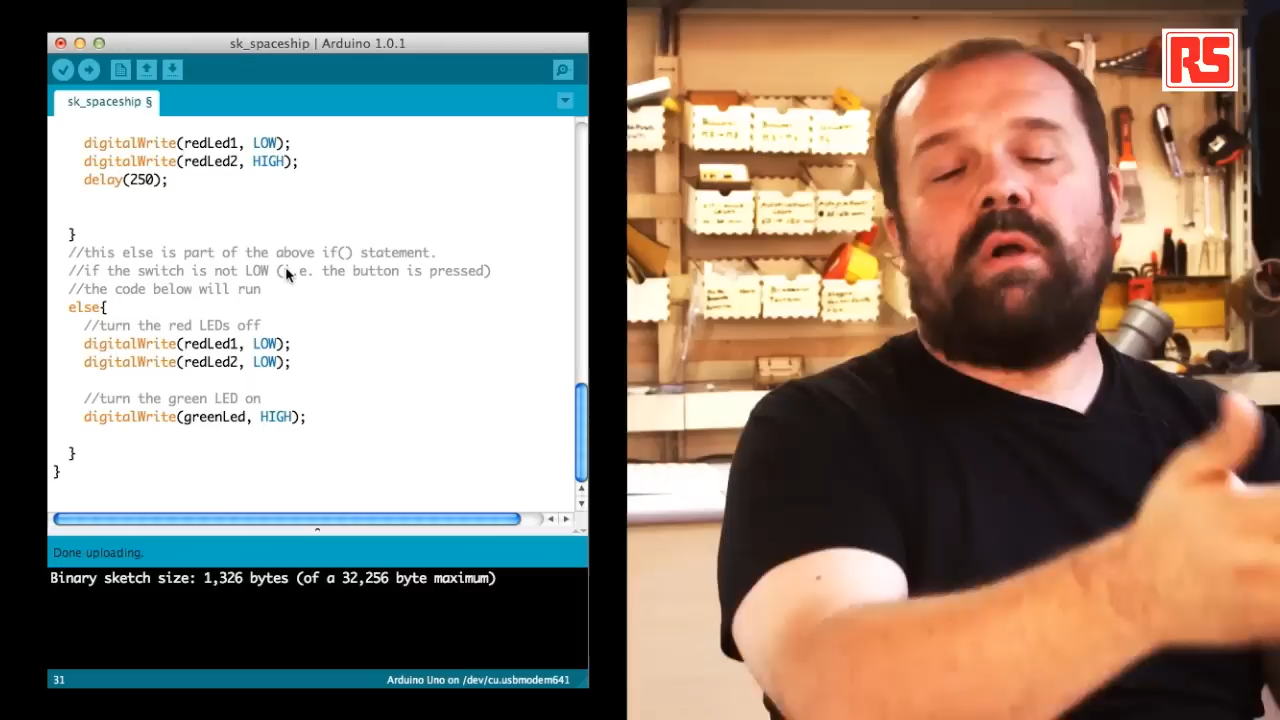 sk_spaceship | Arduino 1.0.1
sk_spaceship §
digitalWrite(redLed1, LOW);
digitalWrite(redLed2, HIGH);
delay(250);
}
//this else is part of the above if() statement.
//if the switch is not LOW (i.e. the button is pressed)
//the code below will run
else{
//turn the red LEDs off
digitalWrite(redLed1, LOW);
digitalWrite(redLed2, LOW);
//turn the green LED on
digitalWrite(greenLed, HIGH);
}
}
Done uploading.
Binary sketch size: 1,326 bytes (of a 32,256 byte maximum)
31
Arduino Uno on /dev/cu.usbmodem641
RS